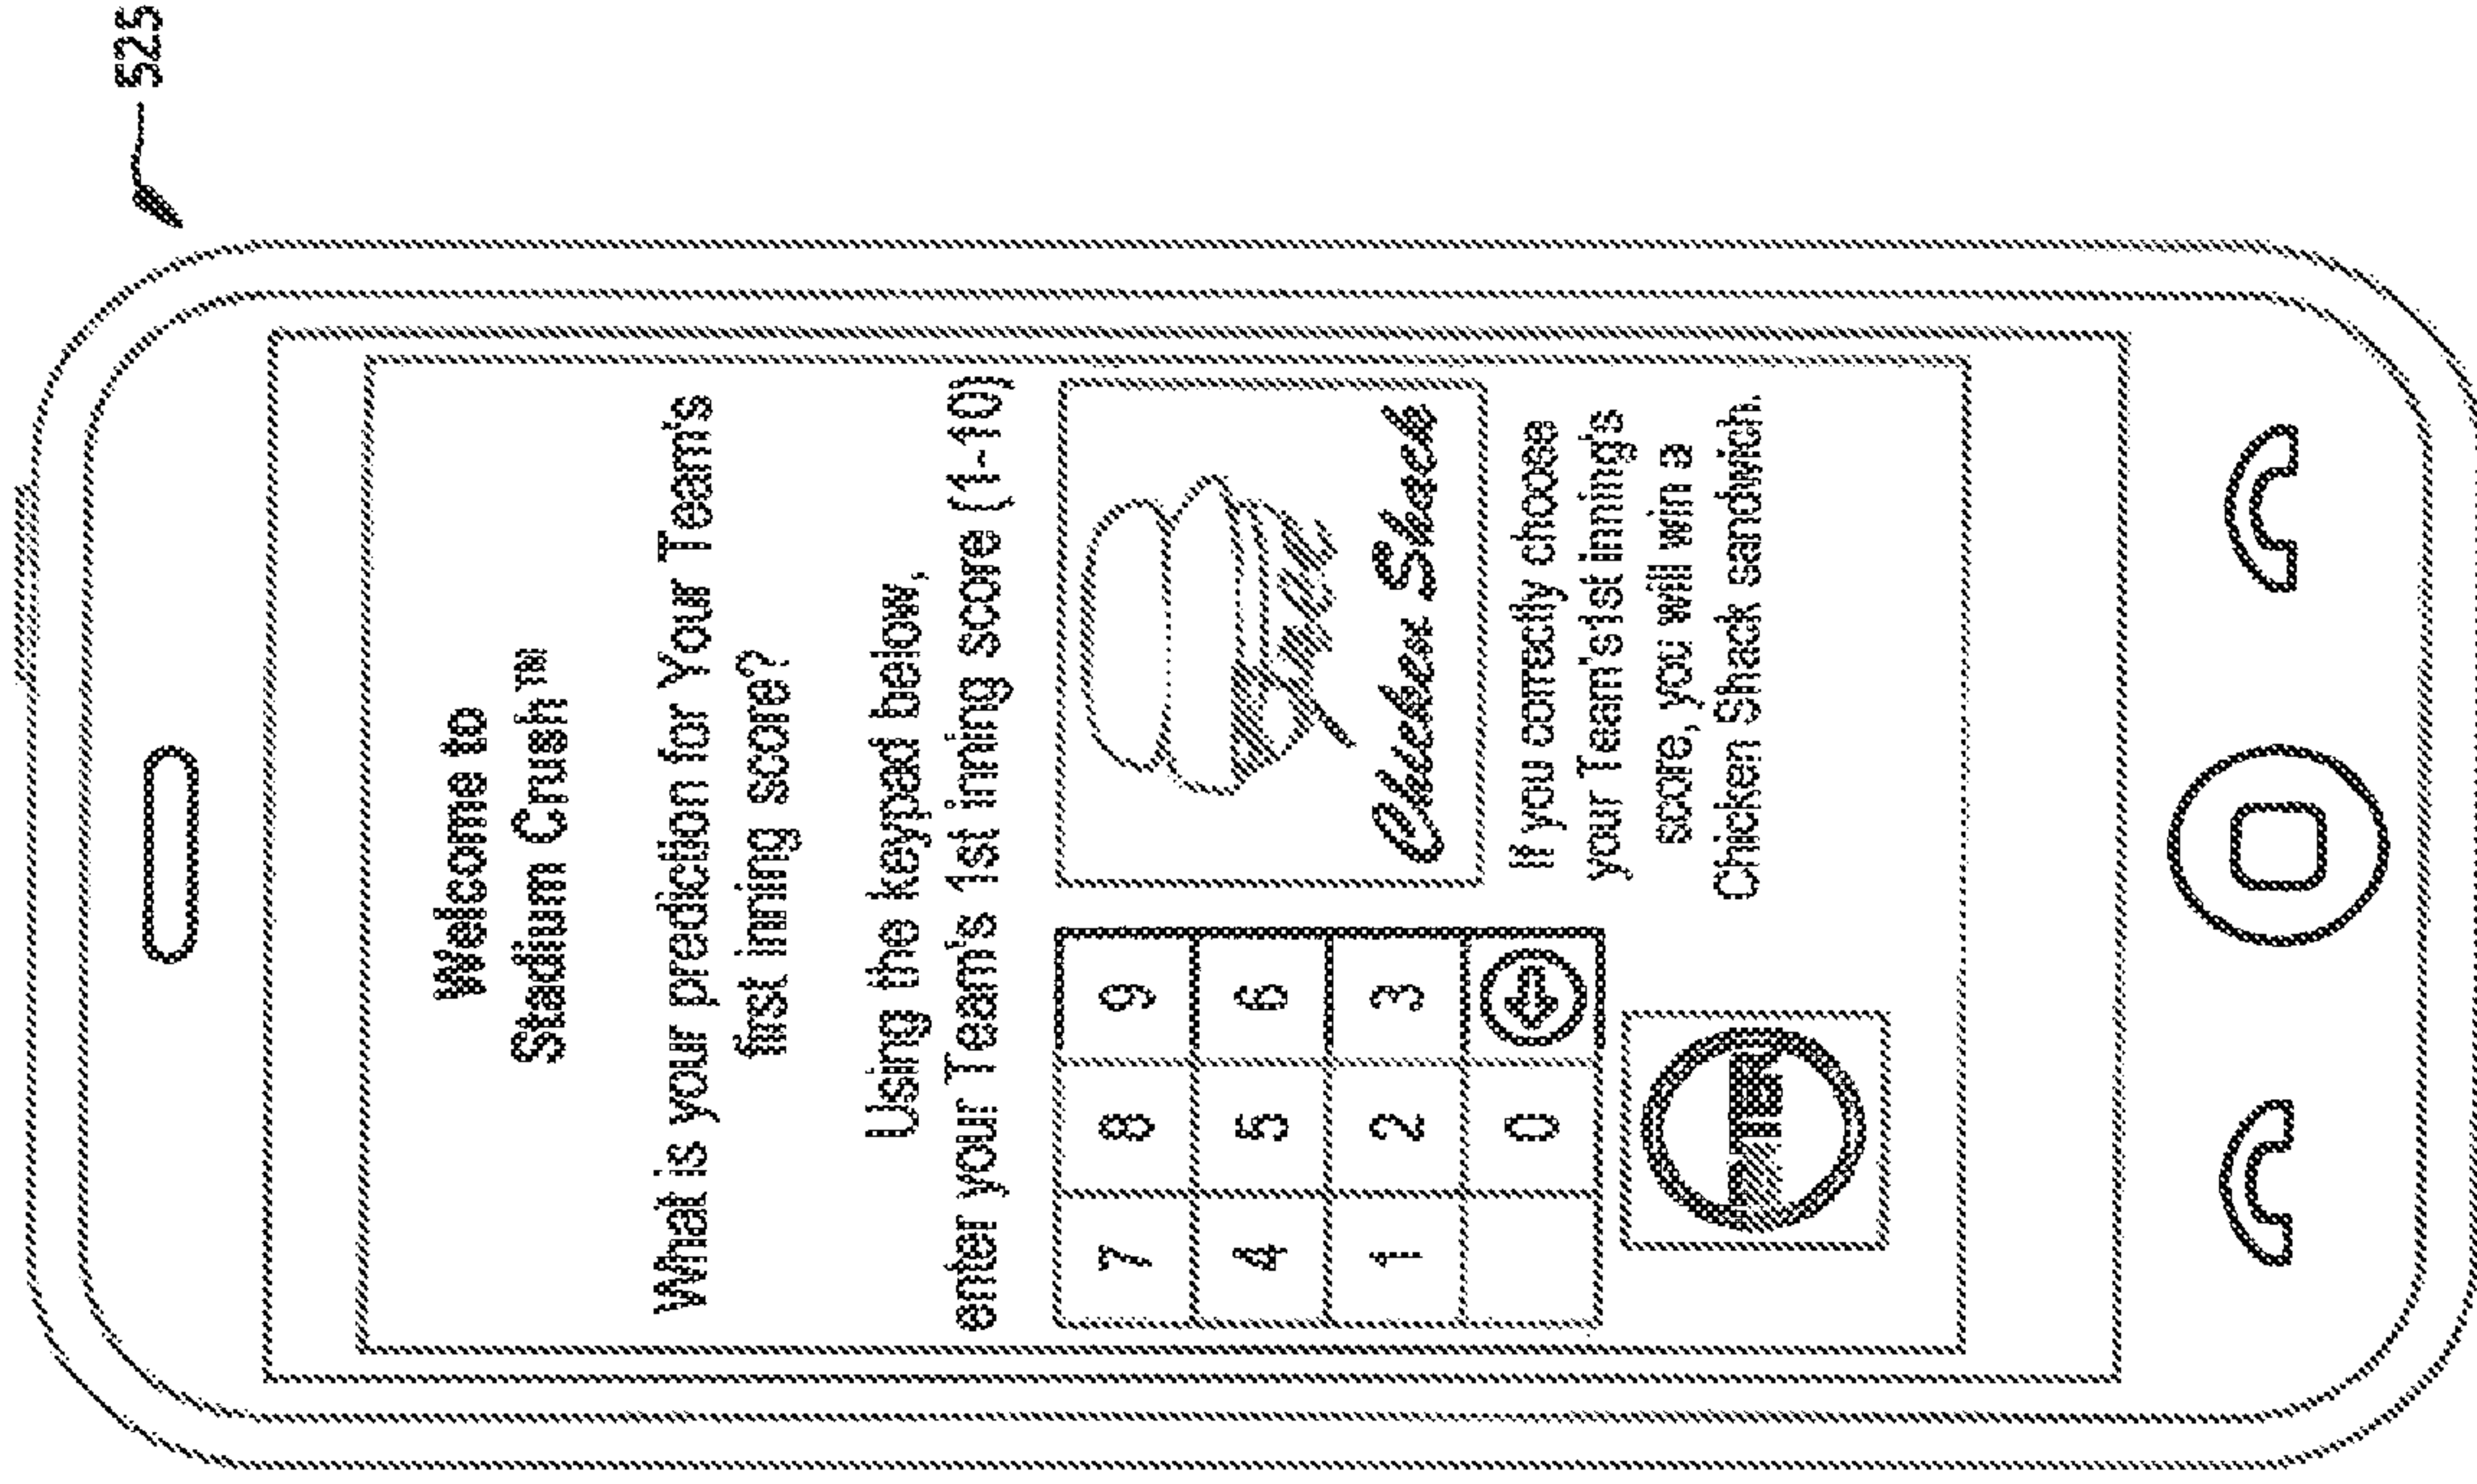 525
Welcome to
Stadium Crush™
What is your prediction for Your Team's
first inning score?
Using the keypad below,
enter your Team's 1st inning score (1-10)
7 8 9
4 5 6
1 2 3
0
Chicken Shack
If you correctly choose
your Team's1st inning's
score, you will win a
Chicken Shack sandwich.